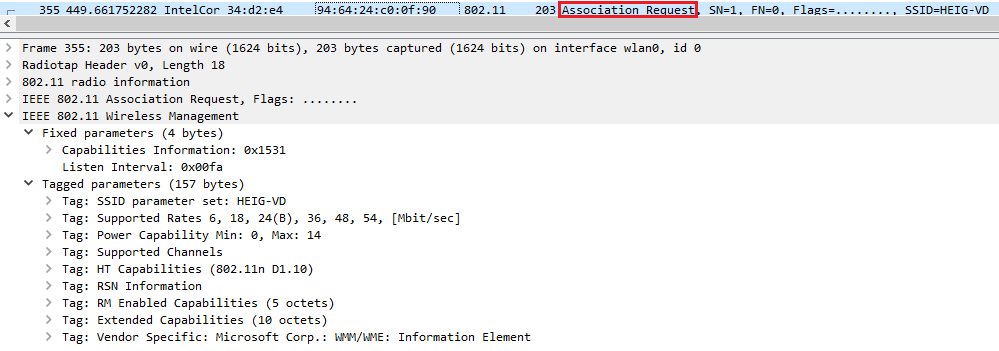 355 449.661752282 IntelCor 34:d2:e4 94:64:24:c0:0f:90 802.11 203 Association Request, SN=1, FN=0, Flags=........, SSID=HEIG-VD
Frame 355: 203 bytes on wire (1624 bits), 203 bytes captured (1624 bits) on interface wlan0, id 0
Radiotap Header v0, Length 18
802.11 radio information
IEEE 802.11 Association Request, Flags: ........
IEEE 802.11 Wireless Management
Fixed parameters (4 bytes)
Capabilities Information: 0x1531
Listen Interval: 0x00fa
Tagged parameters (157 bytes)
Tag: SSID parameter set: HEIG-VD
Tag: Supported Rates 6, 18, 24(B), 36, 48, 54, [Mbit/sec]
Tag: Power Capability Min: 0, Max: 14
Tag: Supported Channels
Tag: HT Capabilities (802.11n D1.10)
Tag: RSN Information
Tag: RM Enabled Capabilities (5 octets)
Tag: Extended Capabilities (10 octets)
Tag: Vendor Specific: Microsoft Corp.: WMM/WME: Information Element